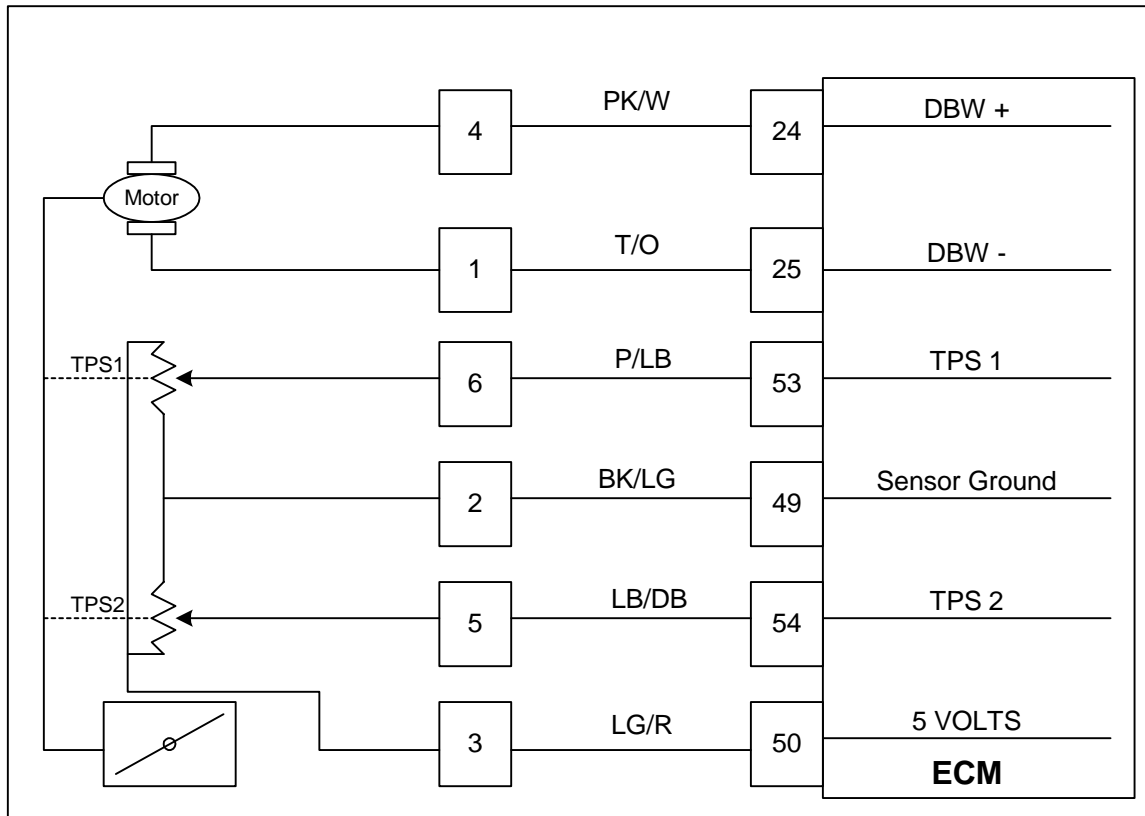 PK/W
4
24
DBW +
Motor
T/O
1
25
DBW -
TPS1
P/LB
6
53
TPS 1
BK/LG
2
49
Sensor Ground
TPS2
LB/DB
5
54
TPS 2
LG/R
3
50
5 VOLTS
ECM